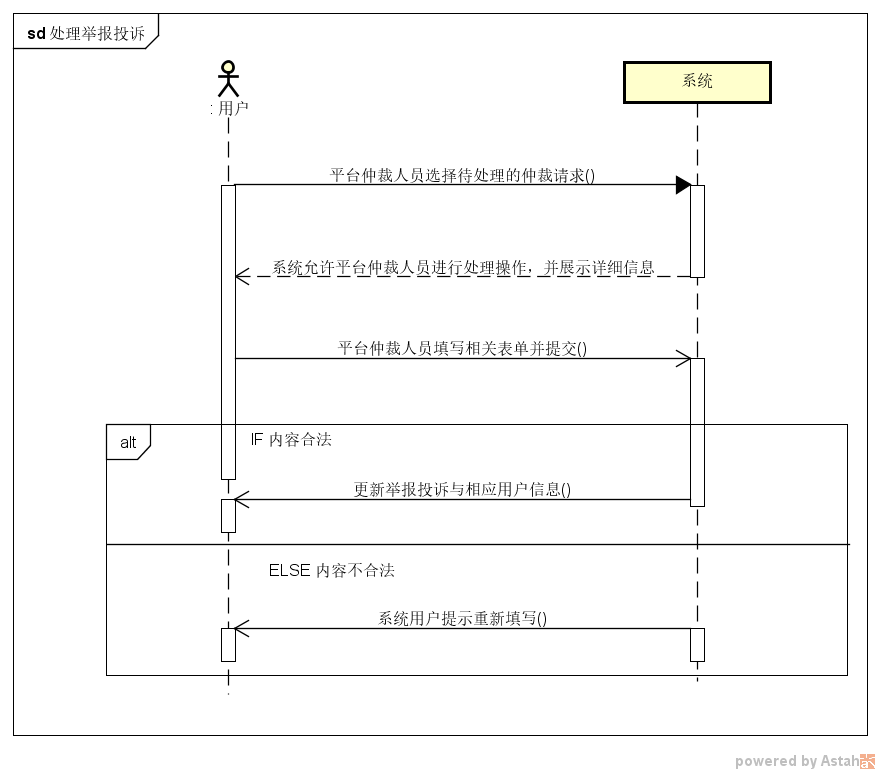 sd 处理举报投诉
系统
: 用户
平台仲裁人员选择待处理的仲裁请求()
系统允许平台仲裁人员进行处理操作，并展示详细信息
平台仲裁人员填写相关表单并提交()
alt
IF 内容合法
更新举报投诉与相应用户信息()
ELSE 内容不合法
系统用户提示重新填写()
powered by Astah